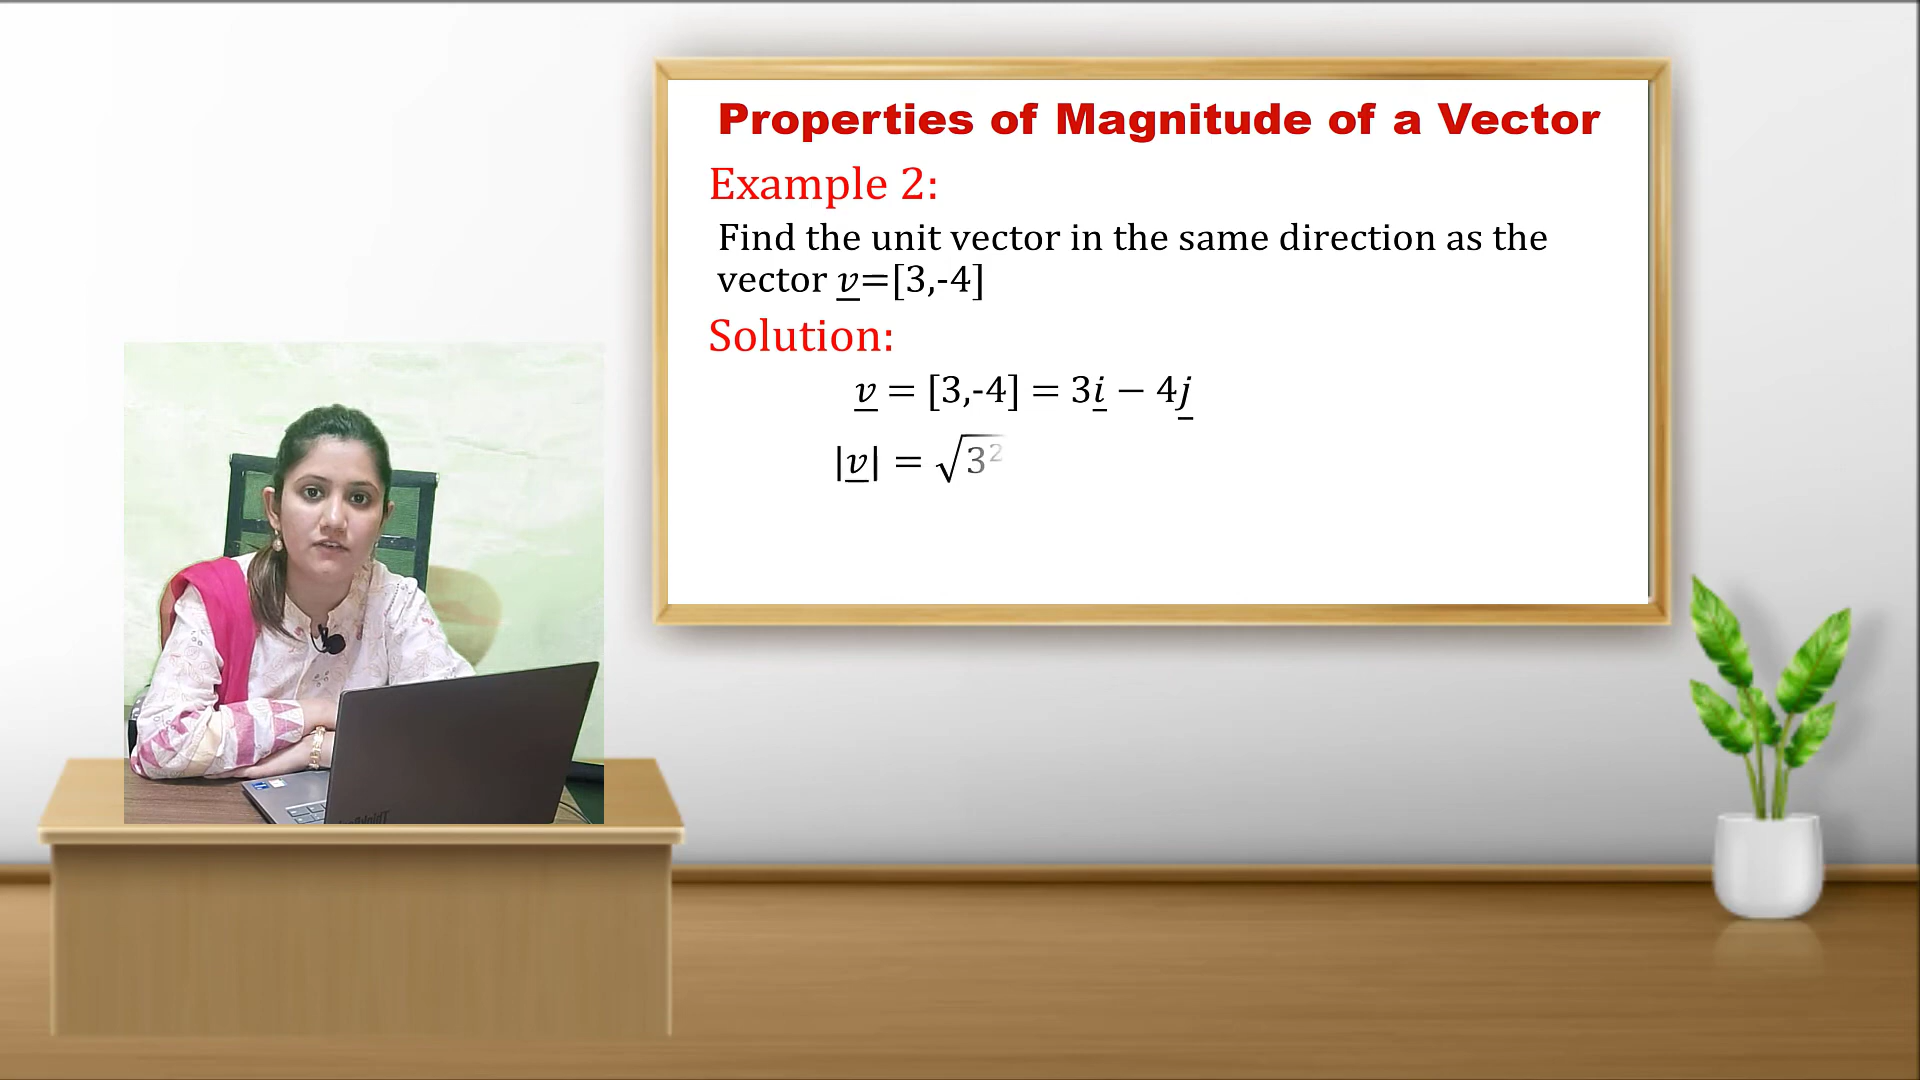 Properties of Magnitude of a Vector
Example 2:
Find the unit vector in the same direction as the
vector v=[3,-4]
Solution:
v = [3,-4] = 3i − 4j
|v| = √3²